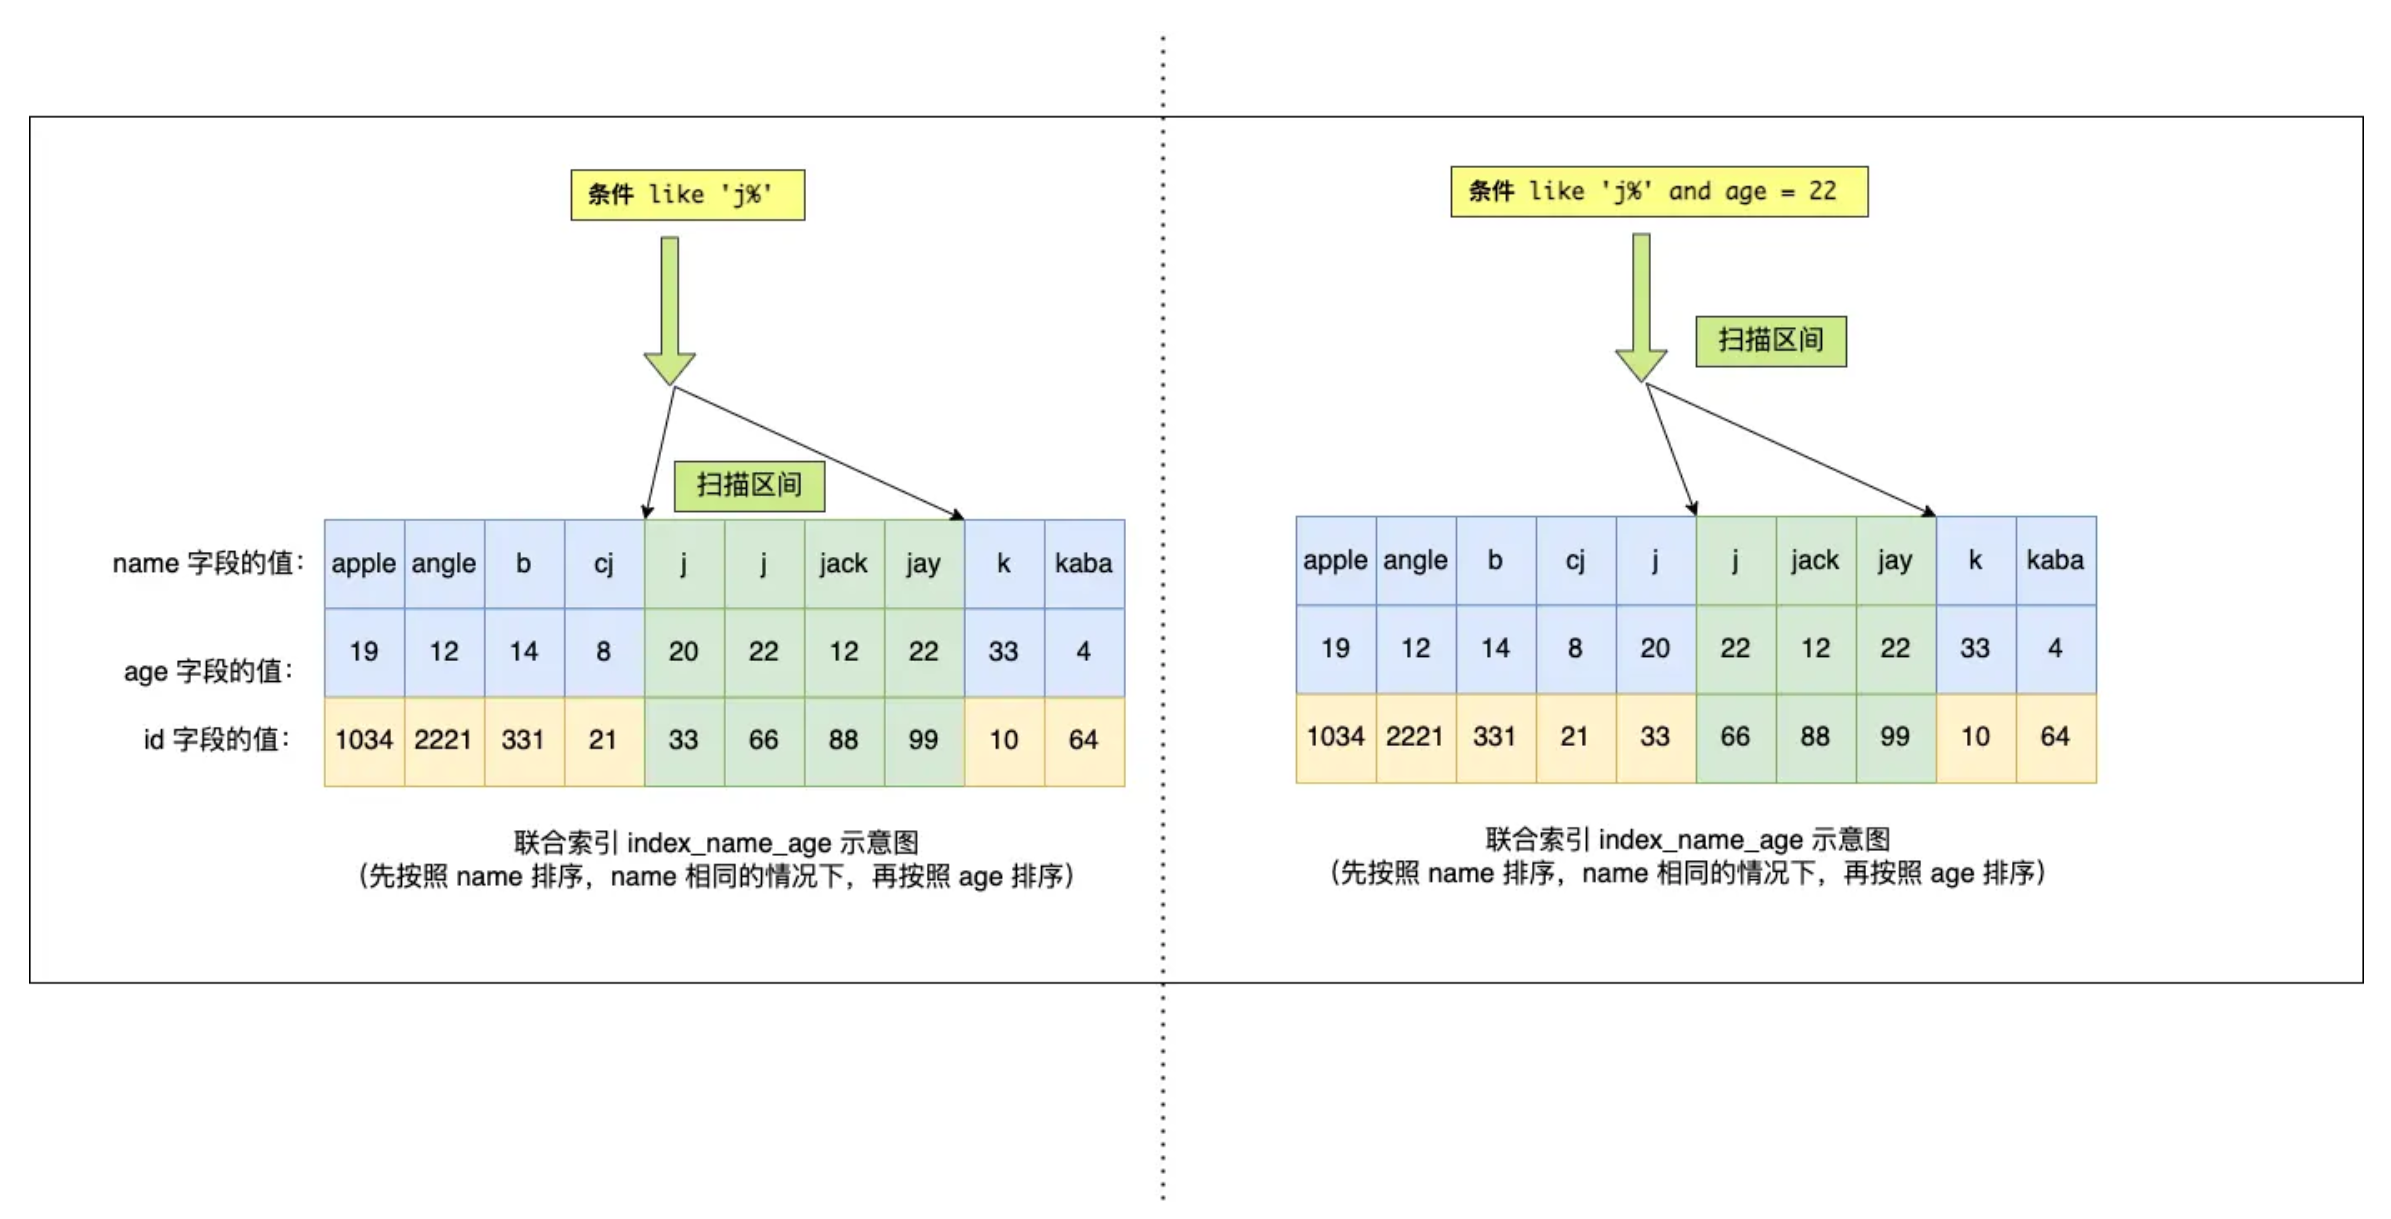 条件 like 'j%'
扫描区间
name 字段的值： apple angle b cj j j jack jay k kaba
age 字段的值： 19 12 14 8 20 22 12 22 33 4
id 字段的值： 1034 2221 331 21 33 66 88 99 10 64
联合索引 index_name_age 示意图
（先按照 name 排序，name 相同的情况下，再按照 age 排序）
条件 like 'j%' and age = 22
扫描区间
apple angle b cj j j jack jay k kaba
19 12 14 8 20 22 12 22 33 4
1034 2221 331 21 33 66 88 99 10 64
联合索引 index_name_age 示意图
（先按照 name 排序，name 相同的情况下，再按照 age 排序）